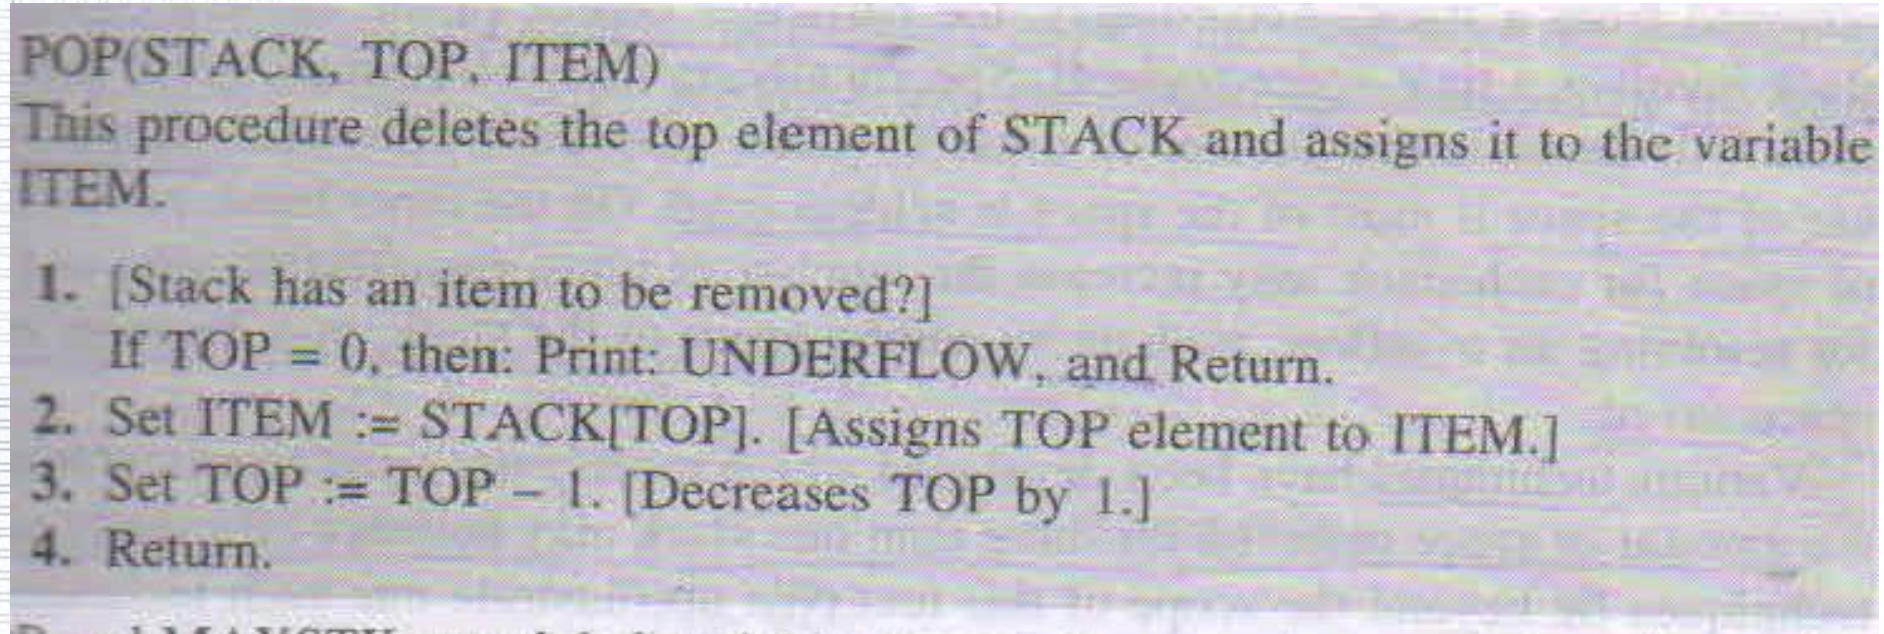 POP(STACK, TOP, ITEM)
This procedure deletes the top element of STACK and assigns it to the variable
ITEM.
1. [Stack has an item to be removed?]
If TOP = 0, then: Print: UNDERFLOW, and Return.
2. Set ITEM := STACK[TOP]. [Assigns TOP element to ITEM.]
3. Set TOP := TOP – 1. [Decreases TOP by 1.]
4. Return.